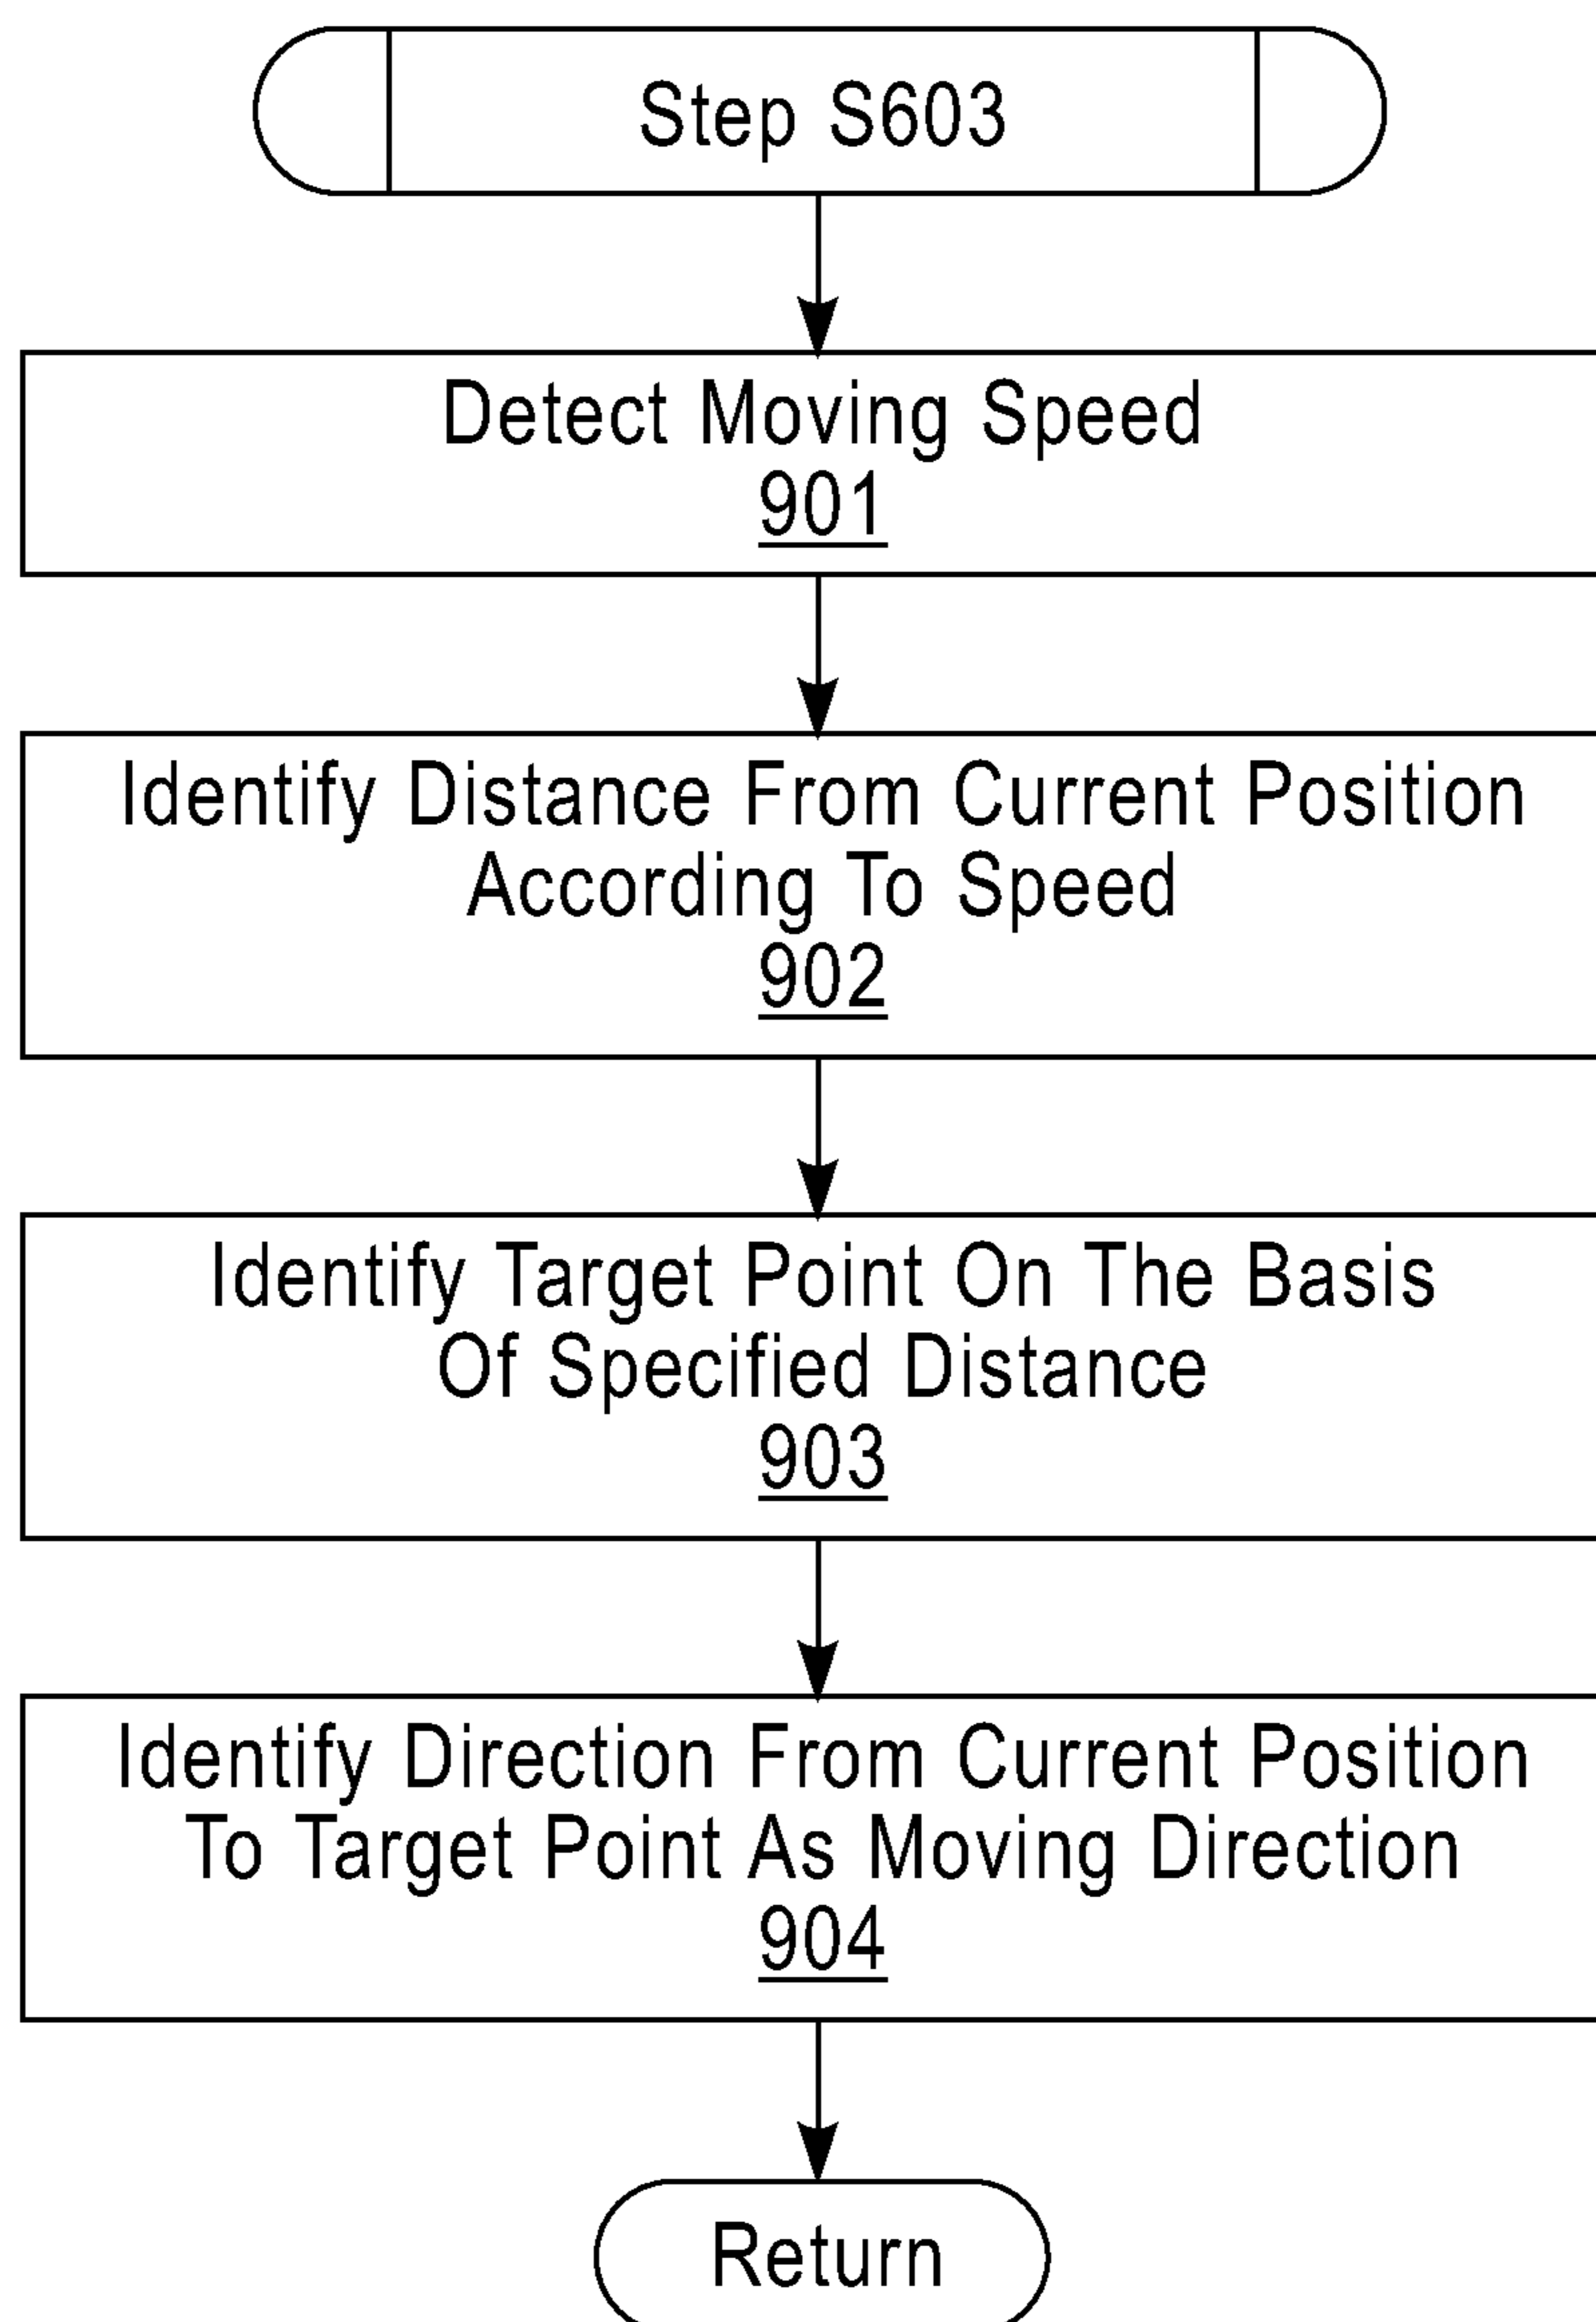 Step S603
Detect Moving Speed
901
Identify Distance From Current Position
According To Speed
902
Identify Target Point On The Basis
Of Specified Distance
903
Identify Direction From Current Position
To Target Point As Moving Direction
904
Return